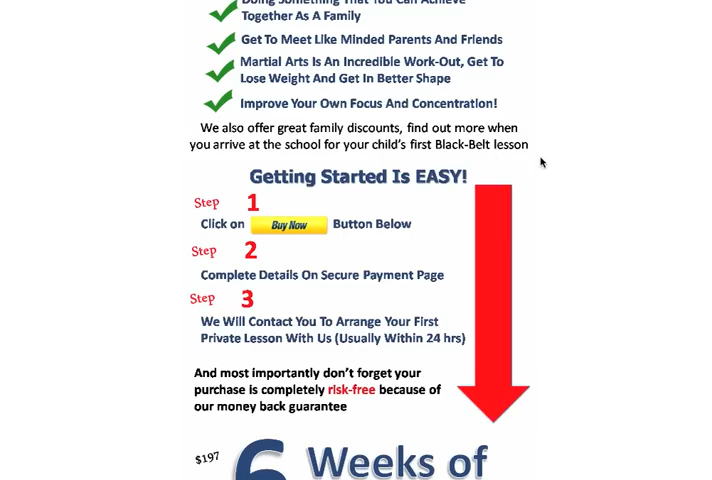 Doing Something That You Can Achieve
Together As A Family
Get To Meet Like Minded Parents And Friends
Martial Arts Is An Incredible Work-Out, Get To
Lose Weight And Get In Better Shape
Improve Your Own Focus And Concentration!
We also offer great family discounts, find out more when
you arrive at the school for your child's first Black-Belt lesson
Getting Started Is EASY!
Step 1
Click on Buy Now Button Below
Step 2
Complete Details On Secure Payment Page
Step 3
We Will Contact You To Arrange Your First
Private Lesson With Us (Usually Within 24 hrs)
And most importantly don't forget your
purchase is completely risk-free because of
our money back guarantee
$197
6 Weeks of